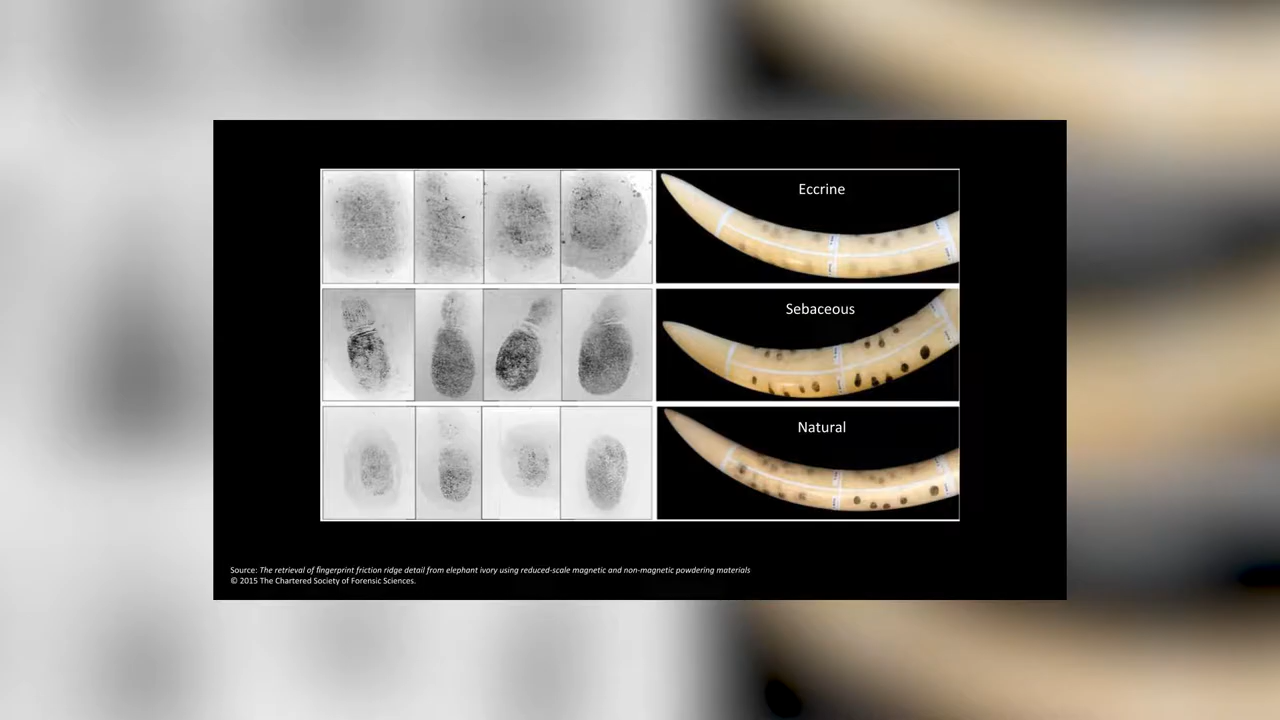 Eccrine
Sebaceous
Natural
Source: The retrieval of fingerprint friction ridge detail from elephant ivory using reduced-scale magnetic and non-magnetic powdering materials
© 2015 The Chartered Society of Forensic Sciences.